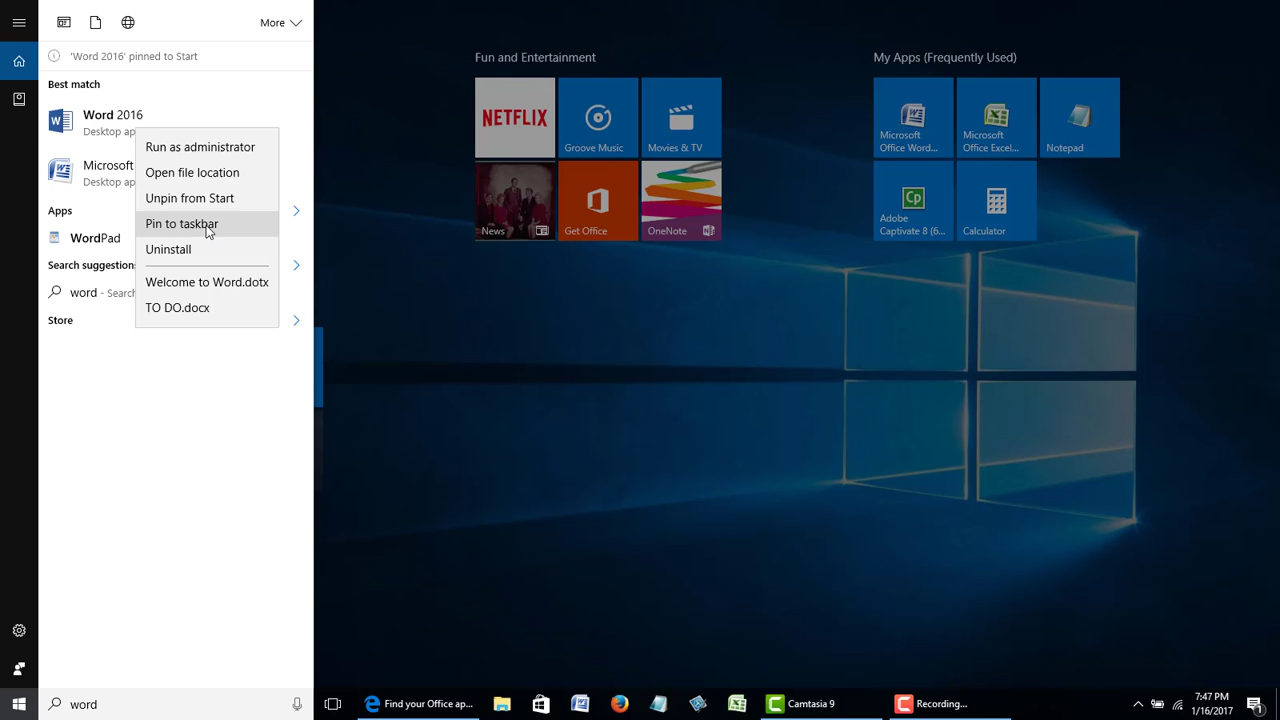 More
'Word 2016' pinned to Start
Best match
Word 2016
Desktop ap
Microsoft
Desktop ap
Apps
WordPad
Search suggestions
word - Search
Store
Run as administrator
Open file location
Unpin from Start
Pin to taskbar
Uninstall
Welcome to Word.dotx
TO DO.docx
Fun and Entertainment
NETFLIX
Groove Music
Movies & TV
News
Get Office
OneNote
My Apps (Frequently Used)
Microsoft
Office Word...
Microsoft
Office Excel...
Notepad
Cp
Adobe
Captivate 8 (6...
Calculator
word
Find your Office ap...
Camtasia 9
Recording...
7:47 PM
1/16/2017
1